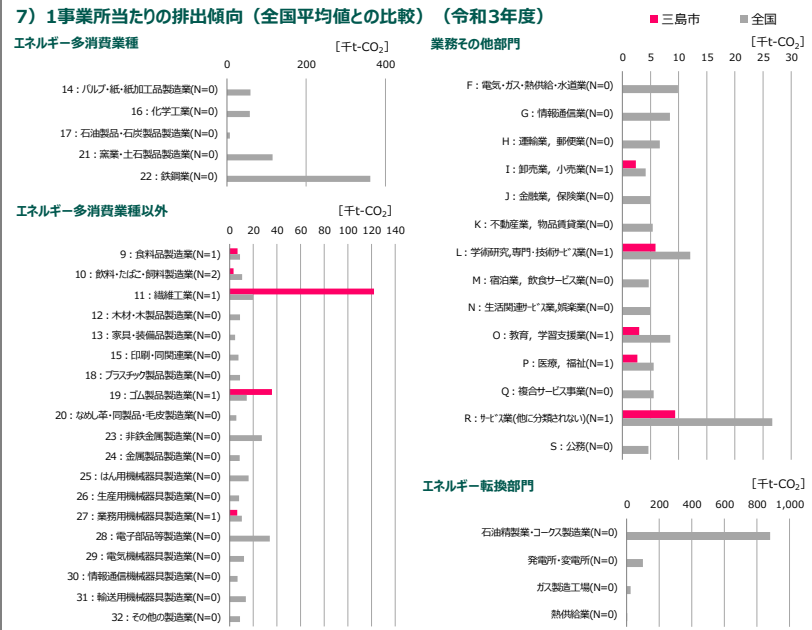 7）1事業所当たりの排出傾向（全国平均値との比較）（令和3年度）
■三島市 ■全国
エネルギー多消費業種
[千t-CO₂]
0 200 400
14：パルプ・紙・紙加工品製造業(N=0)
16：化学工業(N=0)
17：石油製品・石炭製品製造業(N=0)
21：窯業・土石製品製造業(N=0)
22：鉄鋼業(N=0)
エネルギー多消費業種以外
[千t-CO₂]
0 20 40 60 80 100 120 140
9：食料品製造業(N=1)
10：飲料・たばこ・飼料製造業(N=2)
11：繊維工業(N=1)
12：木材・木製品製造業(N=0)
13：家具・装備品製造業(N=0)
15：印刷・同関連業(N=0)
18：プラスチック製品製造業(N=0)
19：ゴム製品製造業(N=1)
20：なめし革・同製品・毛皮製造業(N=0)
23：非鉄金属製造業(N=0)
24：金属製品製造業(N=0)
25：はん用機械器具製造業(N=0)
26：生産用機械器具製造業(N=0)
27：業務用機械器具製造業(N=1)
28：電子部品等製造業(N=0)
29：電気機械器具製造業(N=0)
30：情報通信機械器具製造業(N=0)
31：輸送用機械器具製造業(N=0)
32：その他の製造業(N=0)
業務その他部門
[千t-CO₂]
0 5 10 15 20 25 30
F：電気・ガス・熱供給・水道業(N=0)
G：情報通信業(N=0)
H：運輸業，郵便業(N=0)
I：卸売業，小売業(N=1)
J：金融業，保険業(N=0)
K：不動産業，物品賃貸業(N=0)
L：学術研究,専門・技術ｻｰﾋﾞｽ業(N=1)
M：宿泊業，飲食サービス業(N=0)
N：生活関連ｻｰﾋﾞｽ業,娯楽業(N=0)
O：教育，学習支援業(N=1)
P：医療，福祉(N=1)
Q：複合サービス事業(N=0)
R：ｻｰﾋﾞｽ業(他に分類されない)(N=1)
S：公務(N=0)
エネルギー転換部門
[千t-CO₂]
0 200 400 600 800 1,000
石油精製業・コークス製造業(N=0)
発電所・変電所(N=0)
ガス製造工場(N=0)
熱供給業(N=0)